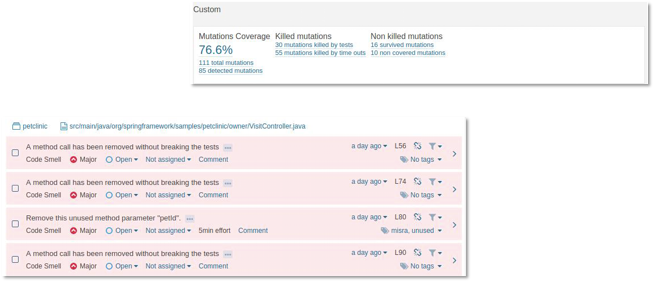 Custom
Mutations Coverage
76.6%
111 total mutations
85 detected mutations
Killed mutations
30 mutations killed by tests
55 mutations killed by time outs
Non killed mutations
16 survived mutations
10 non covered mutations
petclinic src/main/java/org/springframework/samples/petclinic/owner/VisitController.java
A method call has been removed without breaking the tests ... a day ago L56
Code Smell Major Open Not assigned Comment No tags
A method call has been removed without breaking the tests ... a day ago L74
Code Smell Major Open Not assigned Comment No tags
Remove this unused method parameter "petId". ... a day ago L80
Code Smell Major Open Not assigned 5min effort Comment misra, unused
A method call has been removed without breaking the tests ... a day ago L90
Code Smell Major Open Not assigned Comment No tags